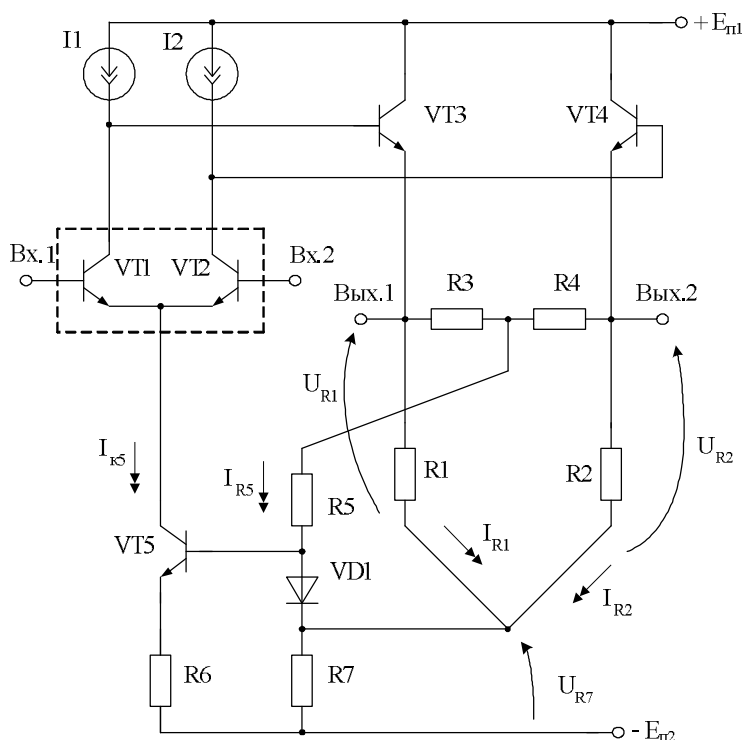 + Eп1
I1
I2
VT3
VT4
Вх.1
VT1
VT2
Вх.2
Вых.1
R3
R4
Вых.2
UR1
Iк5
IR5
R5
R1
R2
UR2
IR1
VT5
VD1
IR2
R6
R7
UR7
- Eп2